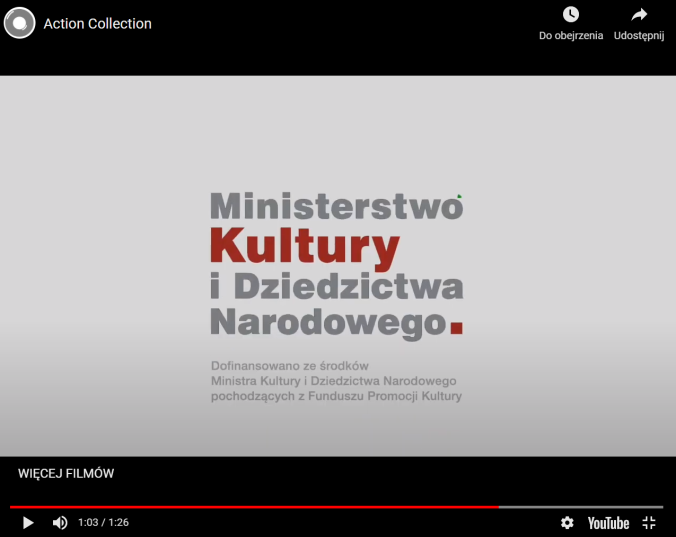 Action Collection
Do obejrzenia
Udostępnij
Ministerstwo
Kultury
i Dziedzictwa
Narodowego.
Dofinansowano ze środków
Ministra Kultury i Dziedzictwa Narodowego
pochodzących z Funduszu Promocji Kultury
WIĘCEJ FILMÓW
1:03 / 1:26
YouTube